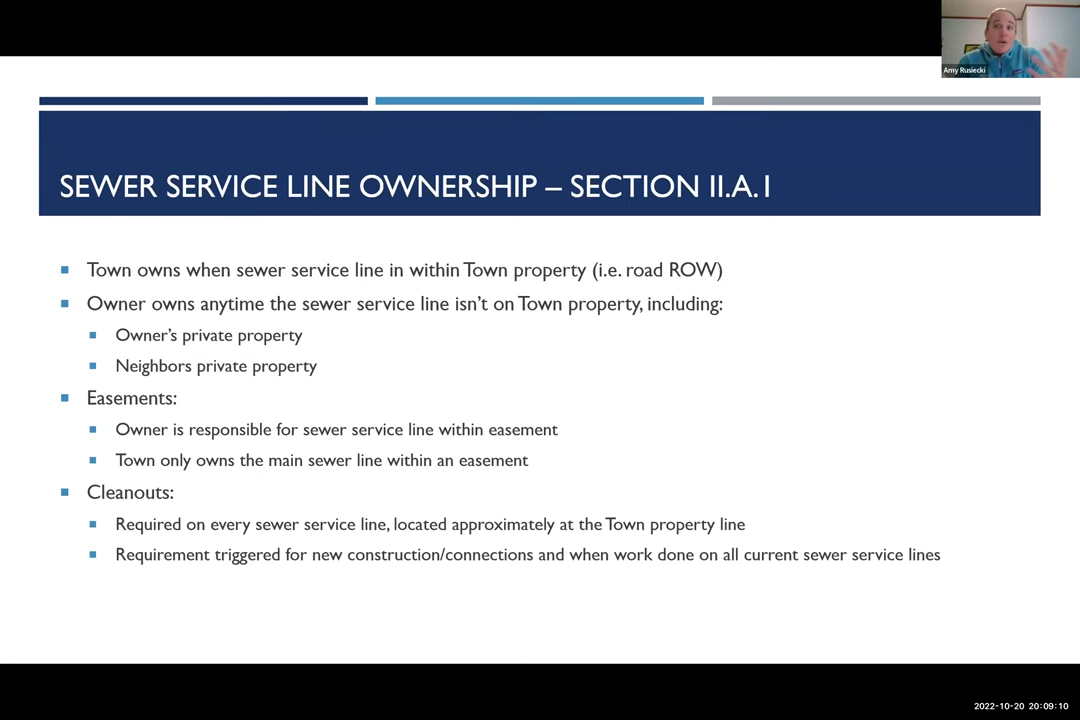 Amy Rusiecki
SEWER SERVICE LINE OWNERSHIP – SECTION II.A.1
Town owns when sewer service line in within Town property (i.e. road ROW)
Owner owns anytime the sewer service line isn't on Town property, including:
Owner's private property
Neighbors private property
Easements:
Owner is responsible for sewer service line within easement
Town only owns the main sewer line within an easement
Cleanouts:
Required on every sewer service line, located approximately at the Town property line
Requirement triggered for new construction/connections and when work done on all current sewer service lines
2022-10-20 20:09:10